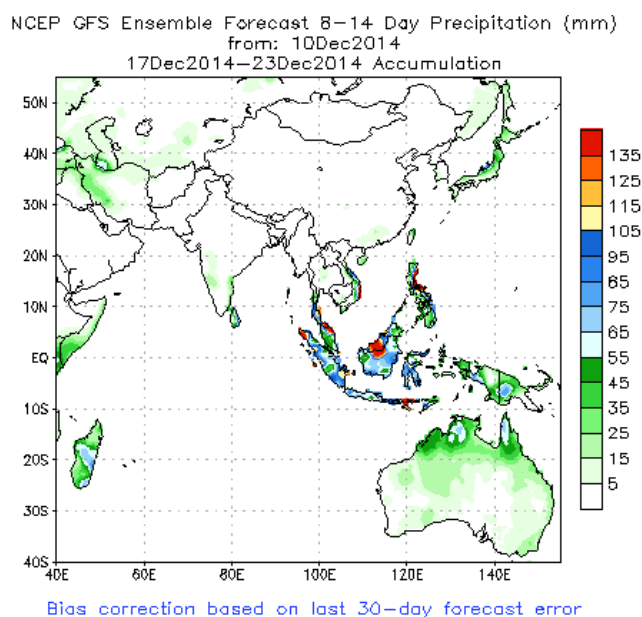 NCEP GFS Ensemble Forecast 8-14 Day Precipitation (mm)
from: 10Dec2014
17Dec2014-23Dec2014 Accumulation
50N
40N
30N
20N
10N
EQ
10S
20S
30S
40S
40E 60E 80E 100E 120E 140E
135
125
115
105
95
85
75
65
55
45
35
25
15
5
Bias correction based on last 30-day forecast error